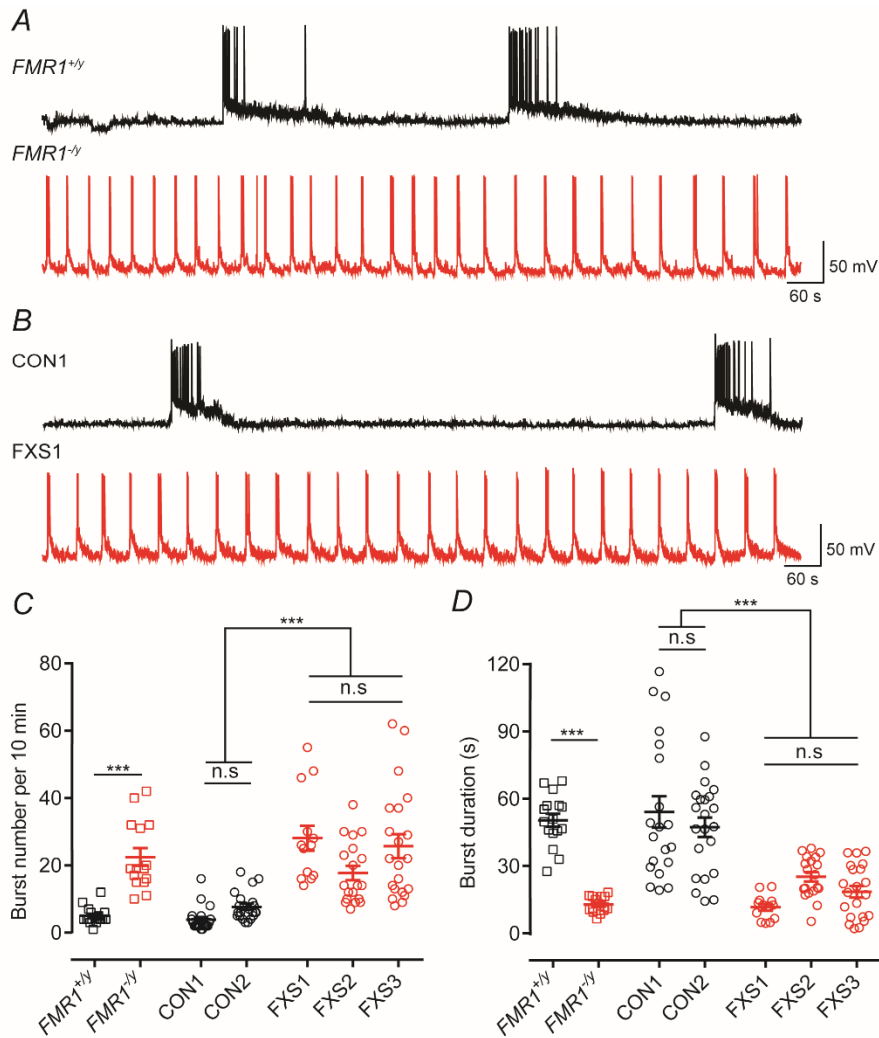 A
FMR1+/y
FMR1-/y
50 mV
60 s
B
CON1
FXS1
50 mV
60 s
C
D
***
***
n.s
n.s
80
120
Burst number per 10 min
60
40
20
0
***
n.s
Burst duration (s)
90
60
30
0
***
n.s
FMR1+/y
FMR1-/y
CON1
CON2
FXS1
FXS2
FXS3
FMR1+/y
FMR1-/y
CON1
CON2
FXS1
FXS2
FXS3